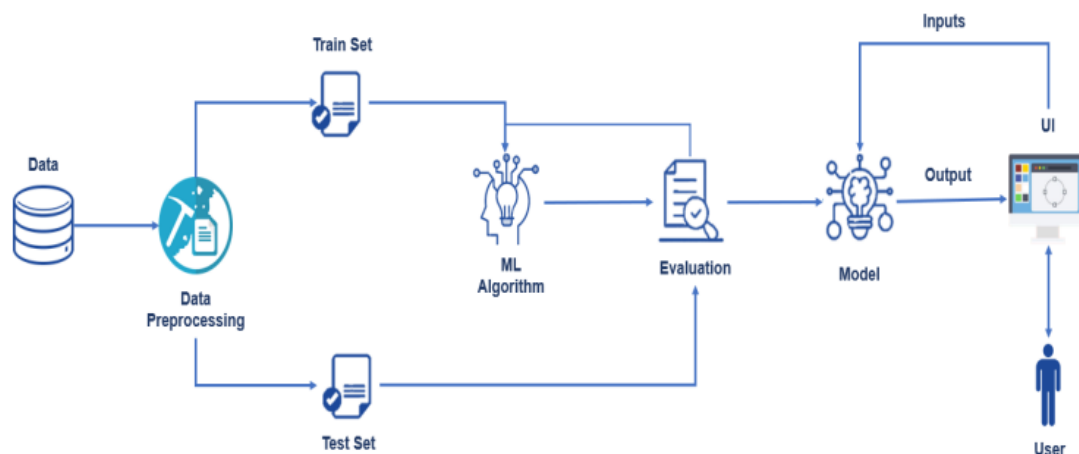 Inputs
Train Set
UI
Data
Output
ML
Algorithm
Evaluation
Model
Data
Preprocessing
Test Set
User